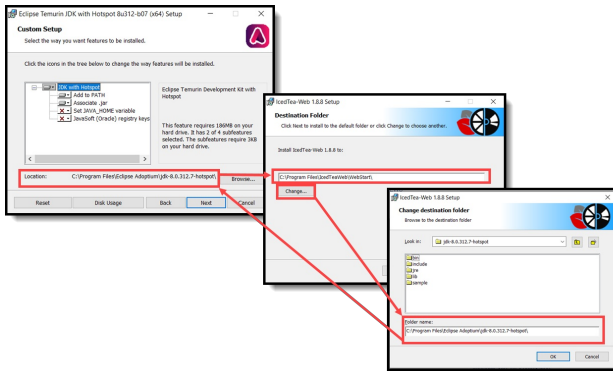 Eclipse Temurin JDK with Hotspot 8u312-b07 (x64) Setup
Custom Setup
Select the way you want features to be installed.
Click the icons in the tree below to change the way features will be installed.
JDK with Hotspot
Add to PATH
Associate .jar
Set JAVA_HOME variable
JavaSoft (Oracle) registry keys
Eclipse Temurin Development Kit with
Hotspot
This feature requires 186MB on your
hard drive. It has 2 of 4 subfeatures
selected. The subfeatures require 3KB
on your hard drive.
Location: C:\Program Files\Eclipse Adoptium\jdk-8.0.312.7-hotspot\
Browse...
Reset
Disk Usage
Back
Next
Cancel
IcedTea-Web 1.8.8 Setup
Destination Folder
Click Next to install to the default folder or click Change to choose another.
Install IcedTea-Web 1.8.8 to:
C:\Program Files\IcedTeaWeb\WebStart\
Change...
IcedTea-Web 1.8.8 Setup
Change destination folder
Browse to the destination folder
Look in:
jdk-8.0.312.7-hotspot
bin
include
jre
lib
sample
Folder name:
C:\Program Files\Eclipse Adoptium\jdk-8.0.312.7-hotspot\
OK
Cancel